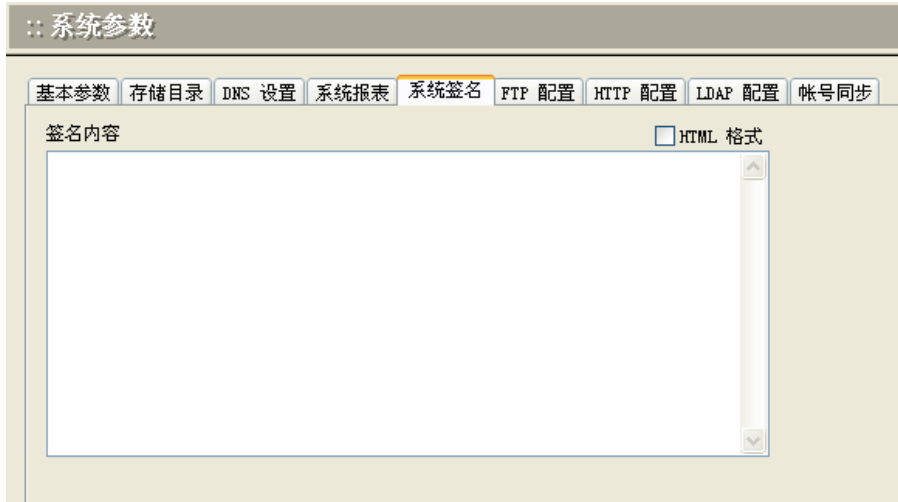 :: 系统参数
基本参数 存储目录 DNS 设置 系统报表 系统签名 FTP 配置 HTTP 配置 LDAP 配置 帐号同步
签名内容 HTML 格式